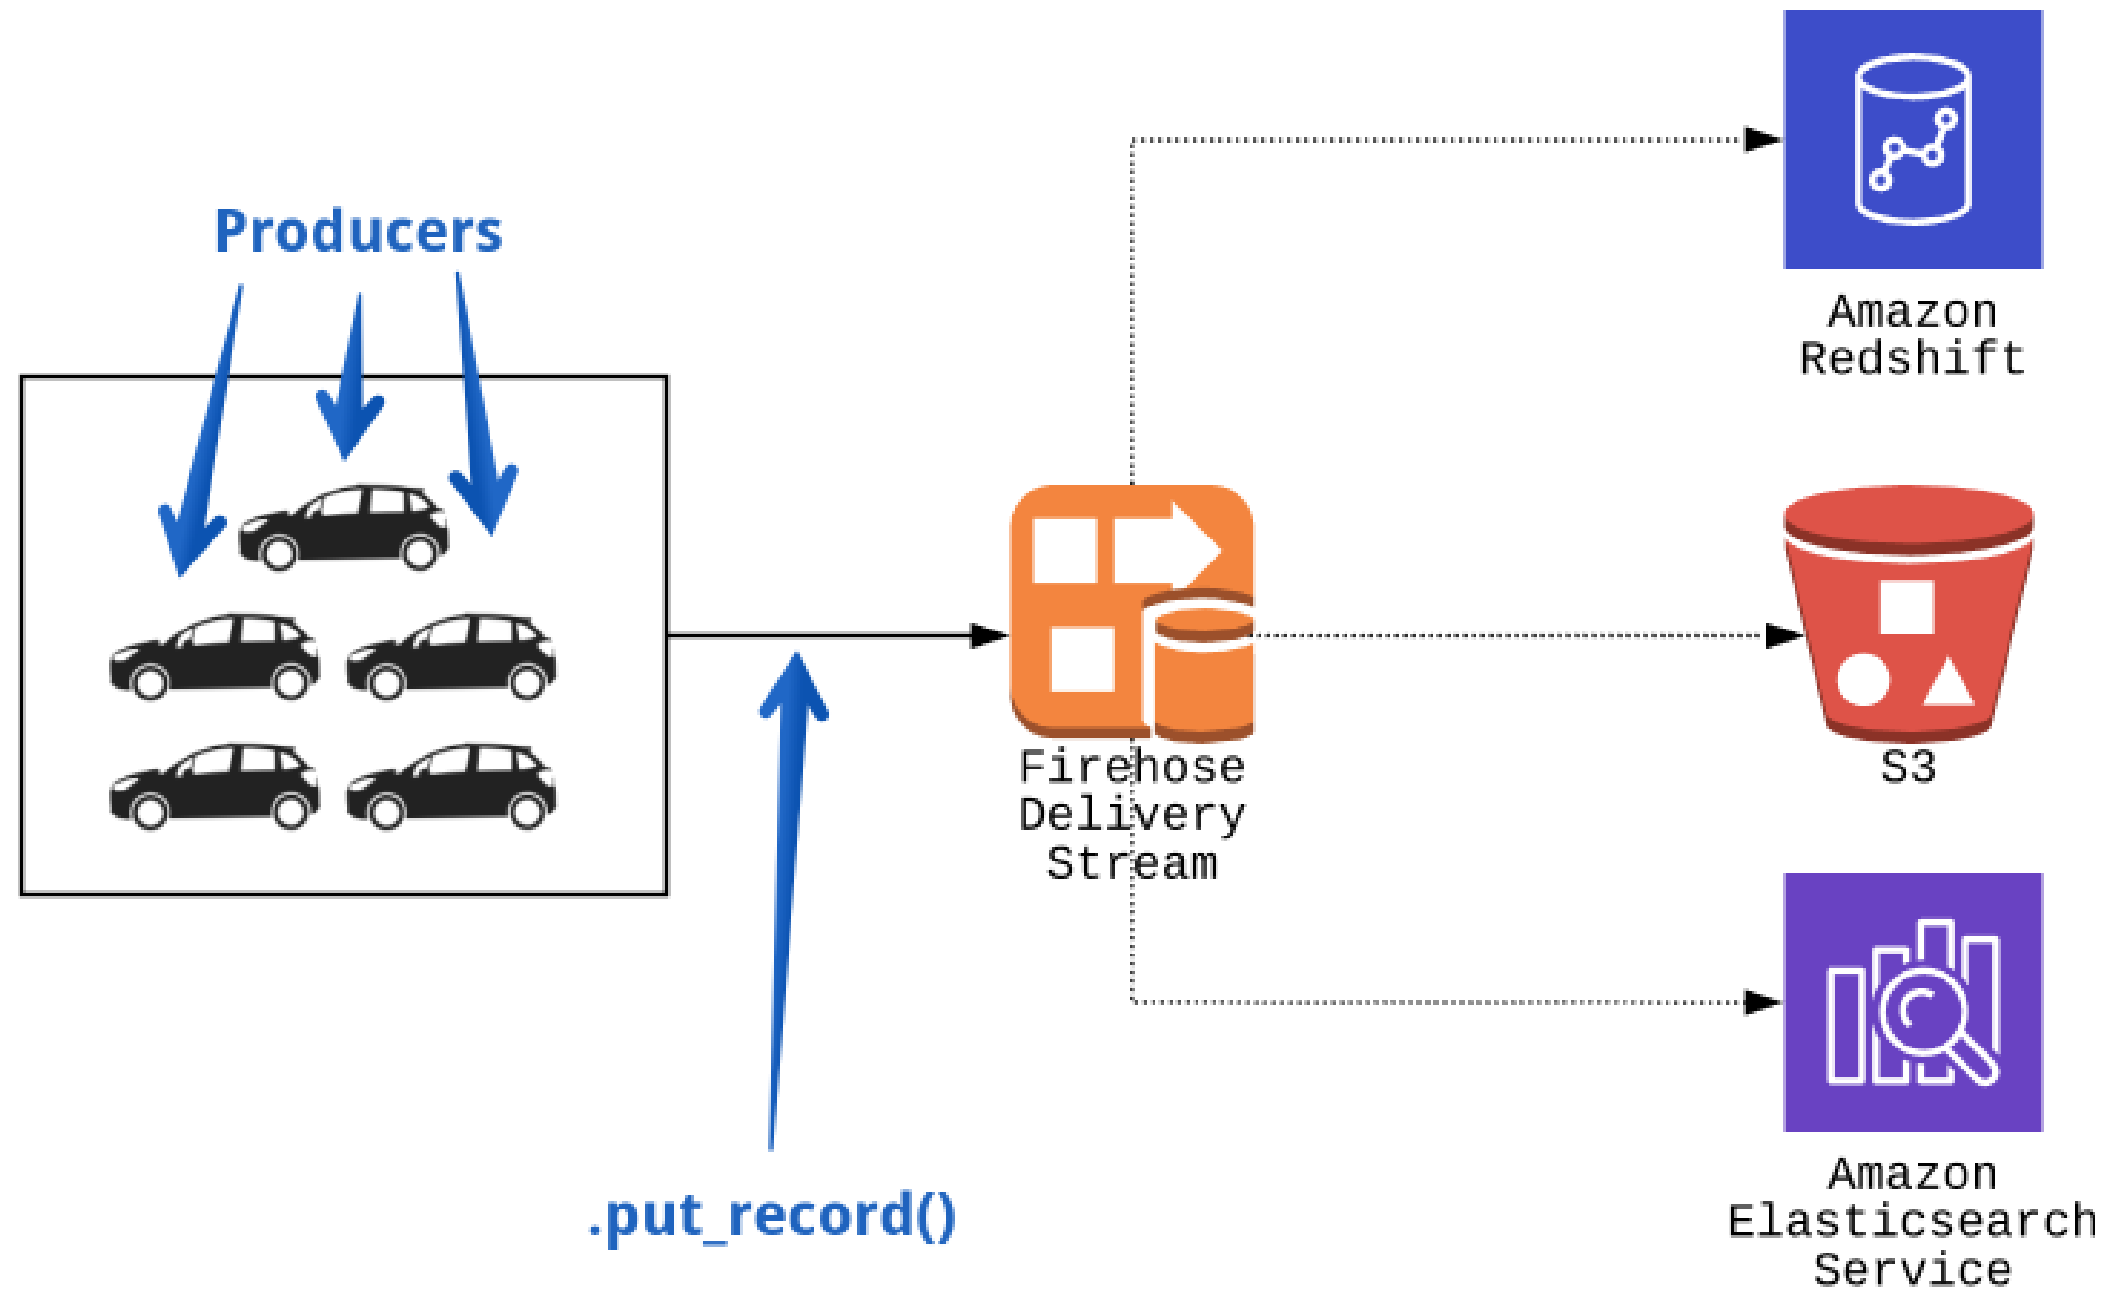 Producers
.put_record()
Firehose
Delivery
Stream
Amazon
Redshift
S3
Amazon
Elasticsearch
Service